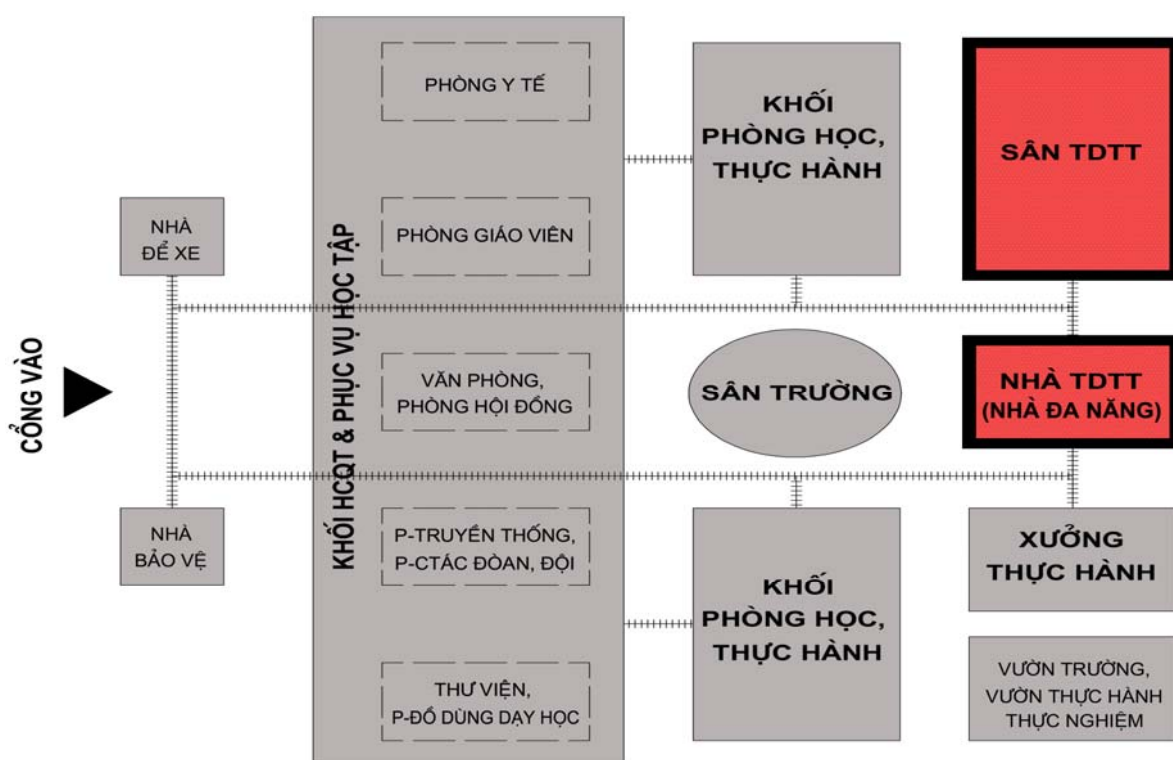 CỔNG VÀO
NHÀ
ĐỂ XE
NHÀ
BẢO VỆ
KHỐI HCQT & PHỤC VỤ HỌC TẬP
PHÒNG Y TẾ
PHÒNG GIÁO VIÊN
VĂN PHÒNG,
PHÒNG HỘI ĐỒNG
P-TRUYỀN THỐNG,
P-CTÁC ĐÒAN, ĐỘI
THƯ VIỆN,
P-ĐỒ DÙNG DẠY HỌC
KHỐI
PHÒNG HỌC,
THỰC HÀNH
SÂN TRƯỜNG
KHỐI
PHÒNG HỌC,
THỰC HÀNH
SÂN TDTT
NHÀ TDTT
(NHÀ ĐA NĂNG)
XƯỞNG
THỰC HÀNH
VƯỜN TRƯỜNG,
VƯỜN THỰC HÀNH
THỰC NGHIỆM